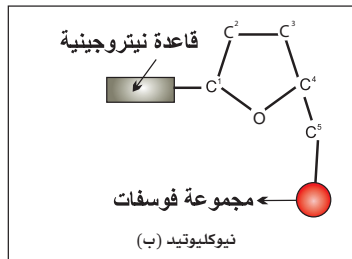 C² C³
قاعدة نيتروجينية
C¹ C⁴
O
C⁵
مجموعة فوسفات
نيوكليوتيد (ب)